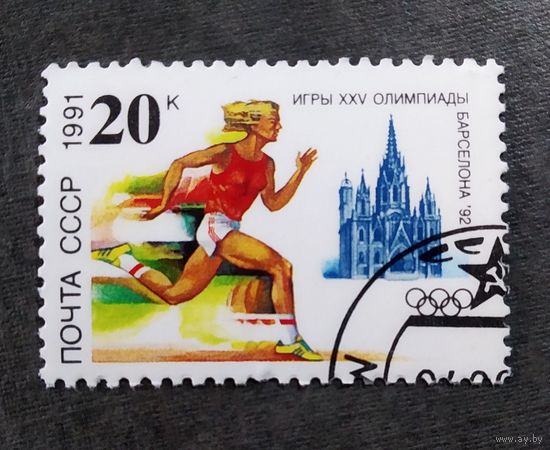 20 К
ИГРЫ XXV ОЛИМПИАДЫ
БАРСЕЛОНА '92
ПОЧТА СССР 1991
www.ay.by